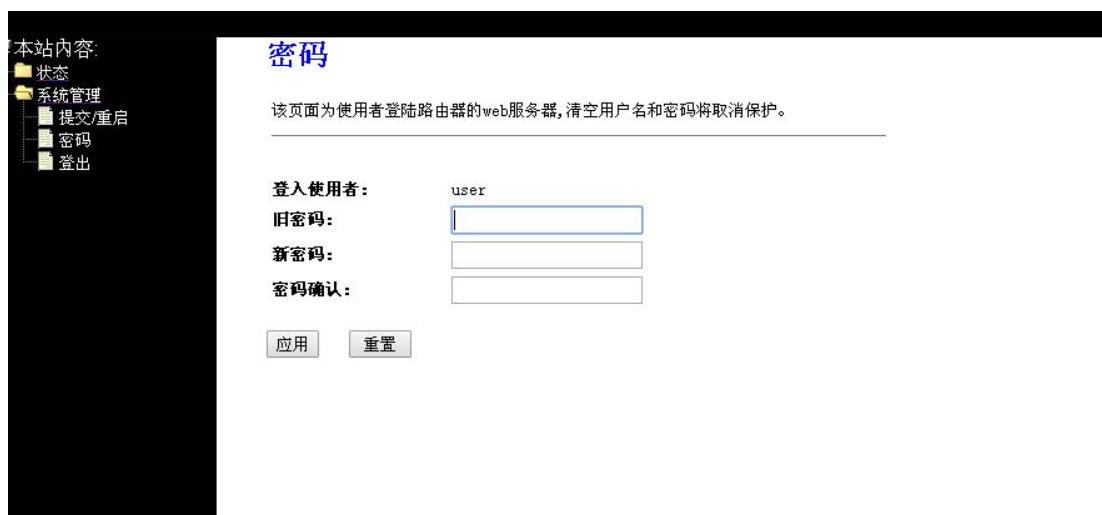 本站内容:
状态
系统管理
提交/重启
密码
登出
密码
该页面为使用者登陆路由器的web服务器,清空用户名和密码将取消保护。
登入使用者: user
旧密码:
新密码:
密码确认:
应用 重置